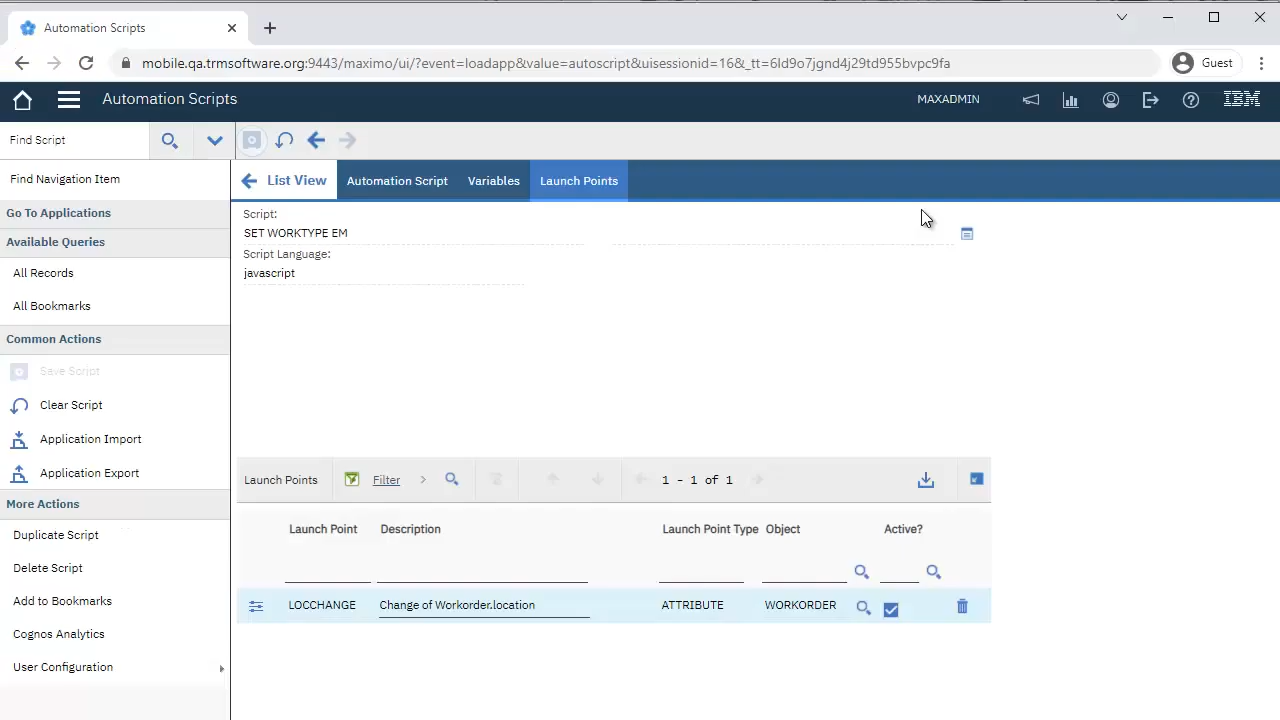 Automation Scripts
mobile.qa.trmsoftware.org:9443/maximo/ui/?event=loadapp&value=autoscript&uisessionid=16&_tt=6ld9o7jgnd4j29td955bvpc9fa
Guest
Automation Scripts
MAXADMIN
IBM
Find Script
Find Navigation Item
Go To Applications
Available Queries
All Records
All Bookmarks
Common Actions
Save Script
Clear Script
Application Import
Application Export
More Actions
Duplicate Script
Delete Script
Add to Bookmarks
Cognos Analytics
User Configuration
List View
Automation Script
Variables
Launch Points
Script:
SET WORKTYPE EM
Script Language:
javascript
Launch Points
Filter
1 - 1 of 1
Launch Point
Description
Launch Point Type
Object
Active?
LOCCHANGE
Change of Workorder.location
ATTRIBUTE
WORKORDER